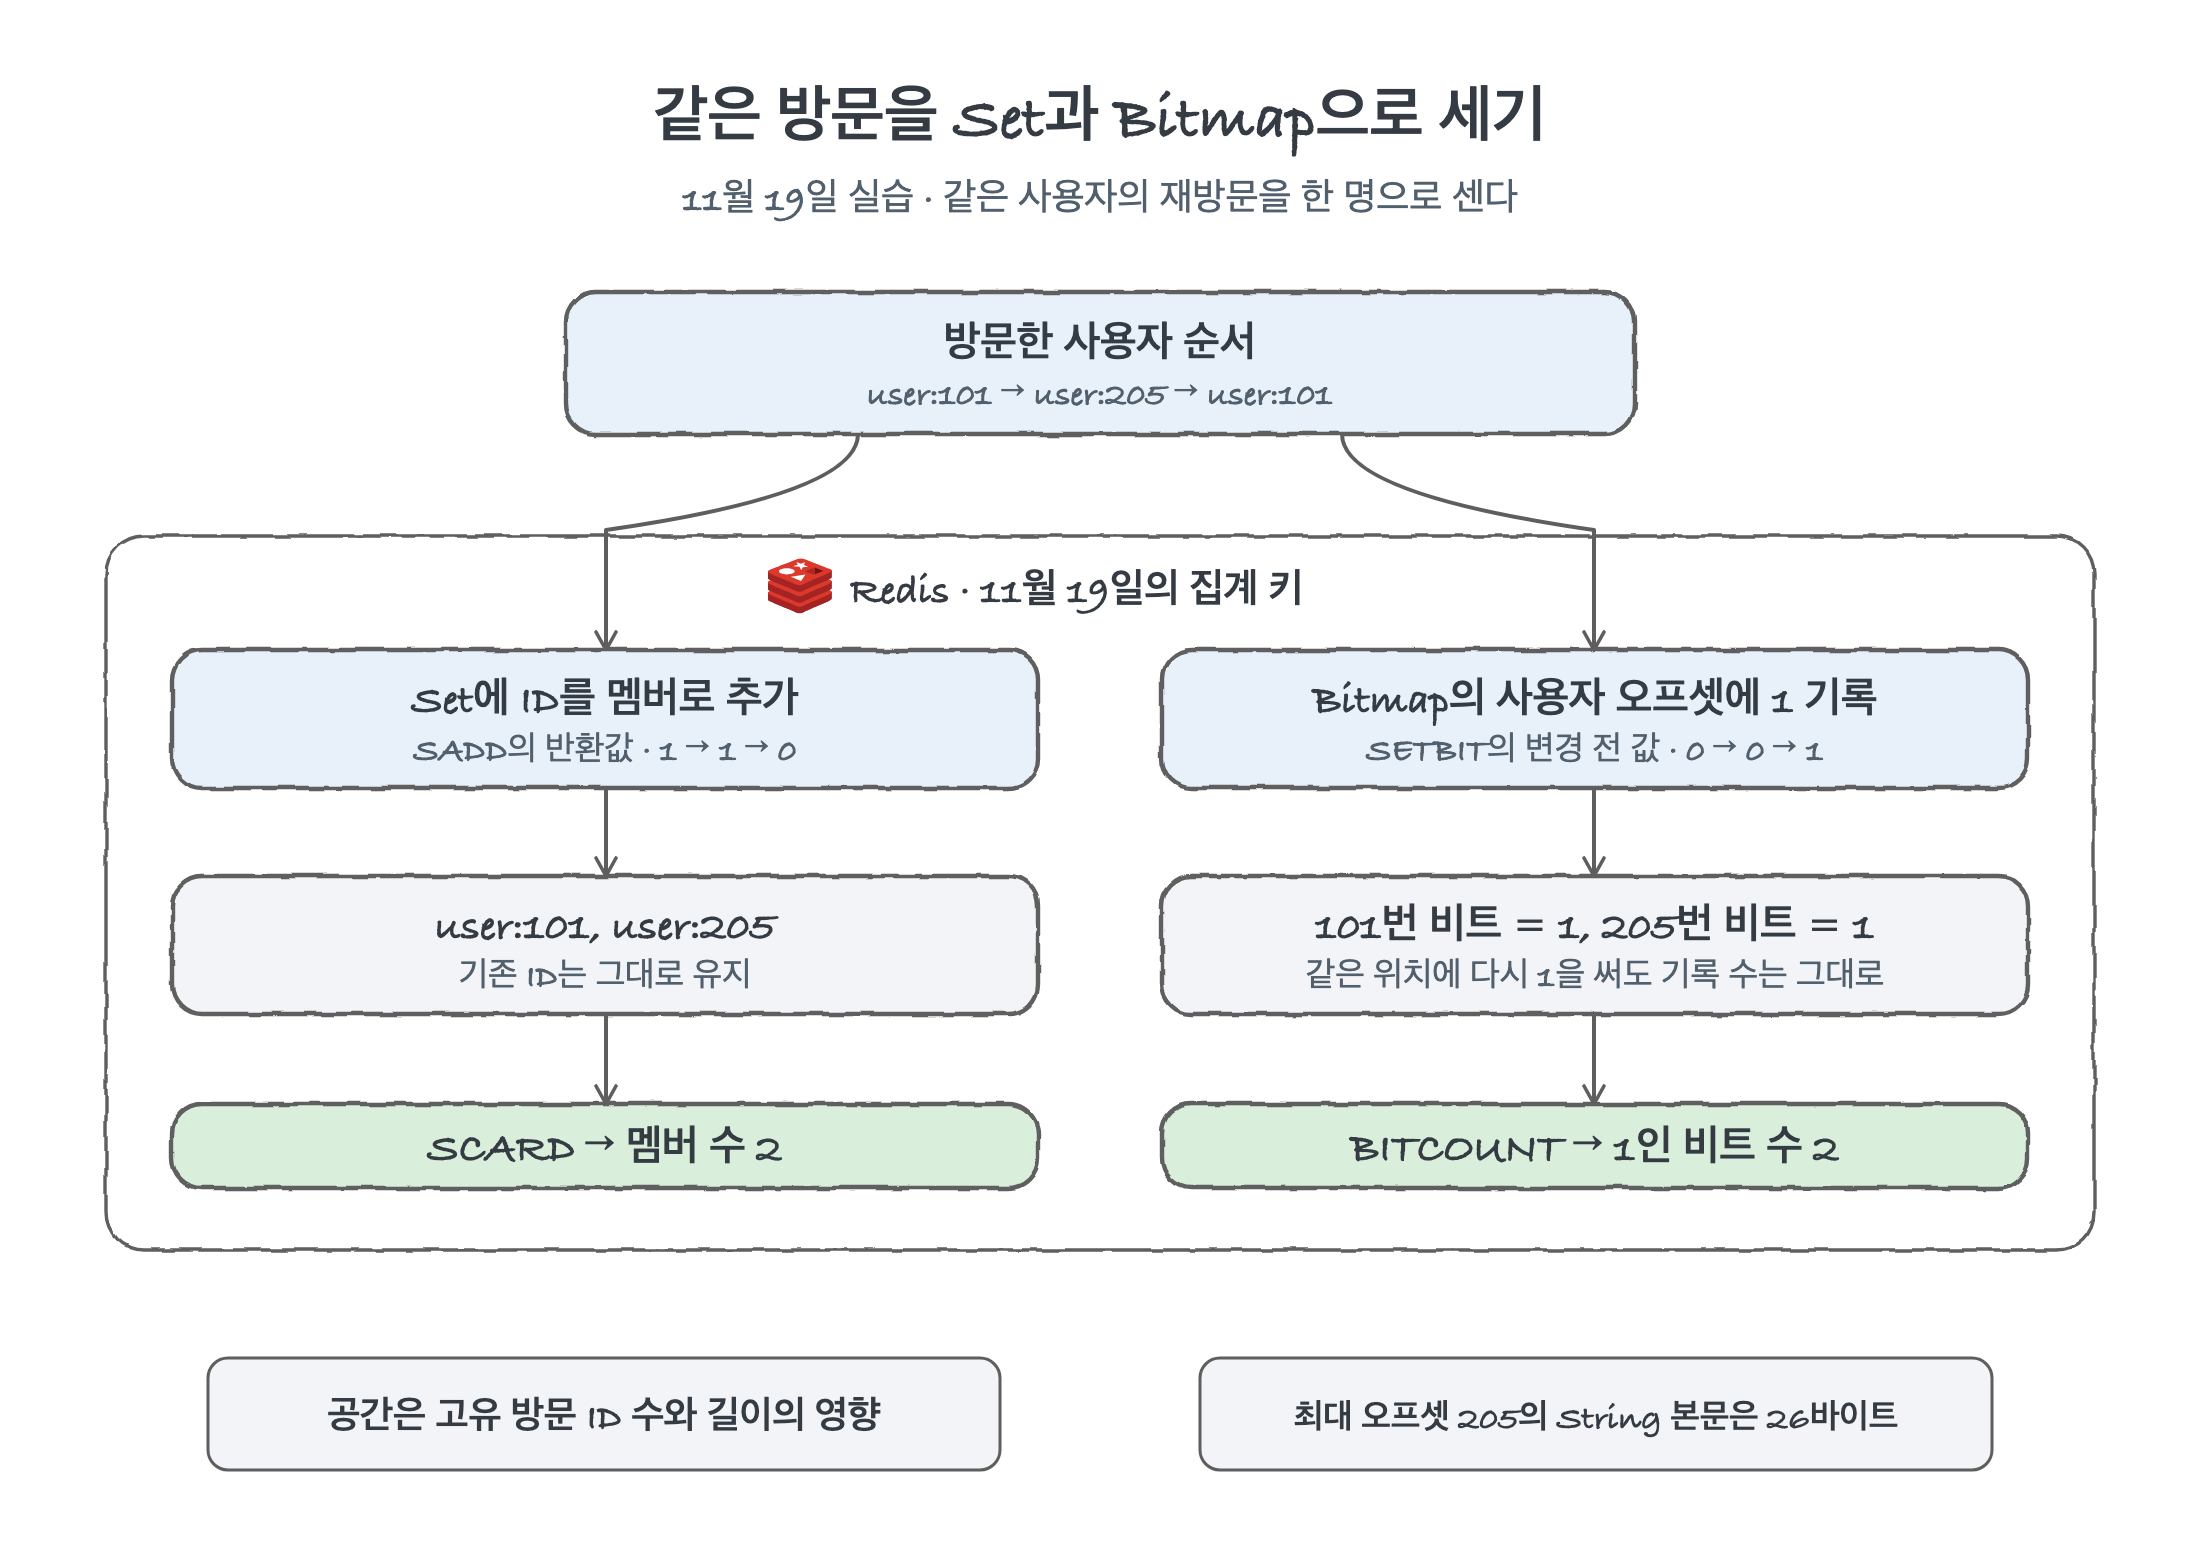 같은 방문을 Set과 Bitmap으로 세기
11월 19일 실습 · 같은 사용자의 재방문을 한 명으로 센다
방문한 사용자 순서
user:101 → user:205 → user:101
Redis · 11월 19일의 집계 키
Set에 ID를 멤버로 추가
SADD의 반환값 · 1 → 1 → 0
user:101, user:205
기존 ID는 그대로 유지
SCARD → 멤버 수 2
Bitmap의 사용자 오프셋에 1 기록
SETBIT의 변경 전 값 · 0 → 0 → 1
101번 비트 = 1, 205번 비트 = 1
같은 위치에 다시 1을 써도 기록 수는 그대로
BITCOUNT → 1인 비트 수 2
공간은 고유 방문 ID 수와 길이의 영향
최대 오프셋 205의 String 본문은 26바이트